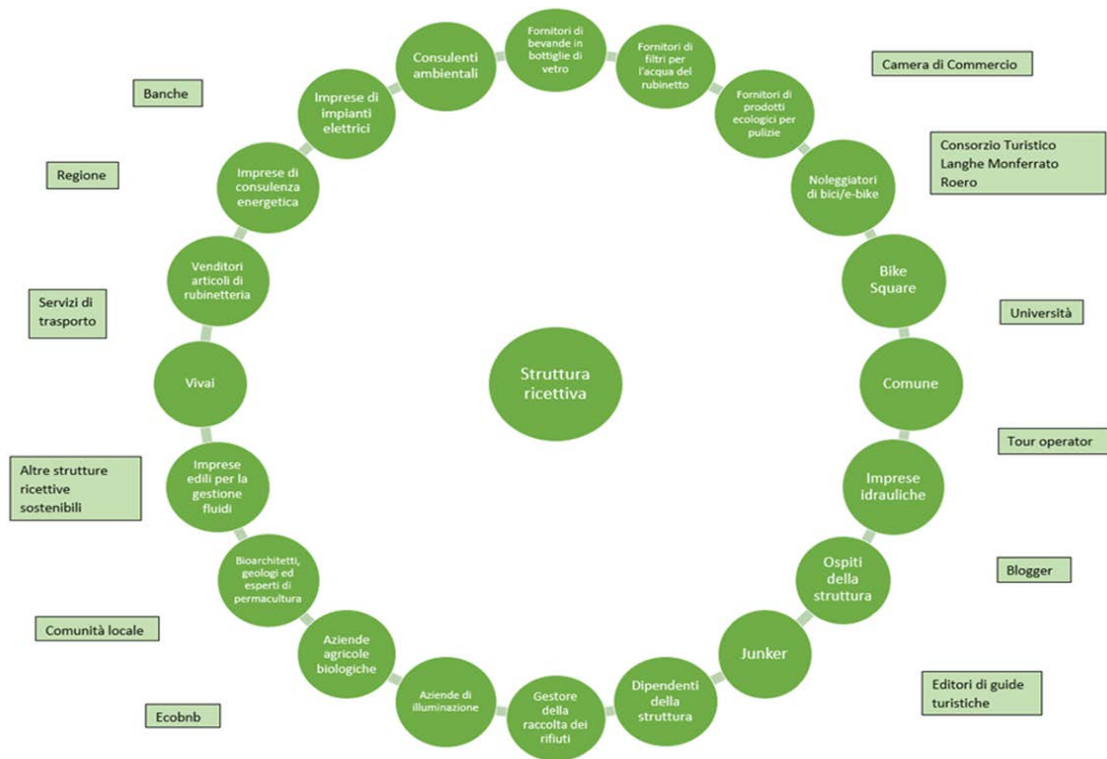 Fornitori di
bevande in
bottiglie di
vetro
Fornitori di
filtri per
l'acqua del
rubinetto
Fornitori di
prodotti
ecologici per
pulizie
Noleggiatori
di bici/e-bike
Bike
Square
Comune
Imprese
idrauliche
Ospiti
della
struttura
Junker
Dipendenti
della
struttura
Gestore
della
raccolta dei
rifiuti
Aziende di
illuminazione
Aziende
agricole
biologiche
Bioarchitetti,
geologi ed
esperti di
permacultura
Imprese
edili per la
gestione
fluidi
Vivai
Venditori
articoli di
rubinetteria
Imprese di
consulenza
energetica
Imprese di
impianti
elettrici
Consulenti
ambientali
Struttura
ricettiva
Banche
Regione
Servizi di
trasporto
Altre strutture
ricettive
sostenibili
Comunità locale
Ecobnb
Camera di Commercio
Consorzio Turistico
Langhe Monferrato
Roero
Università
Tour operator
Blogger
Editori di guide
turistiche